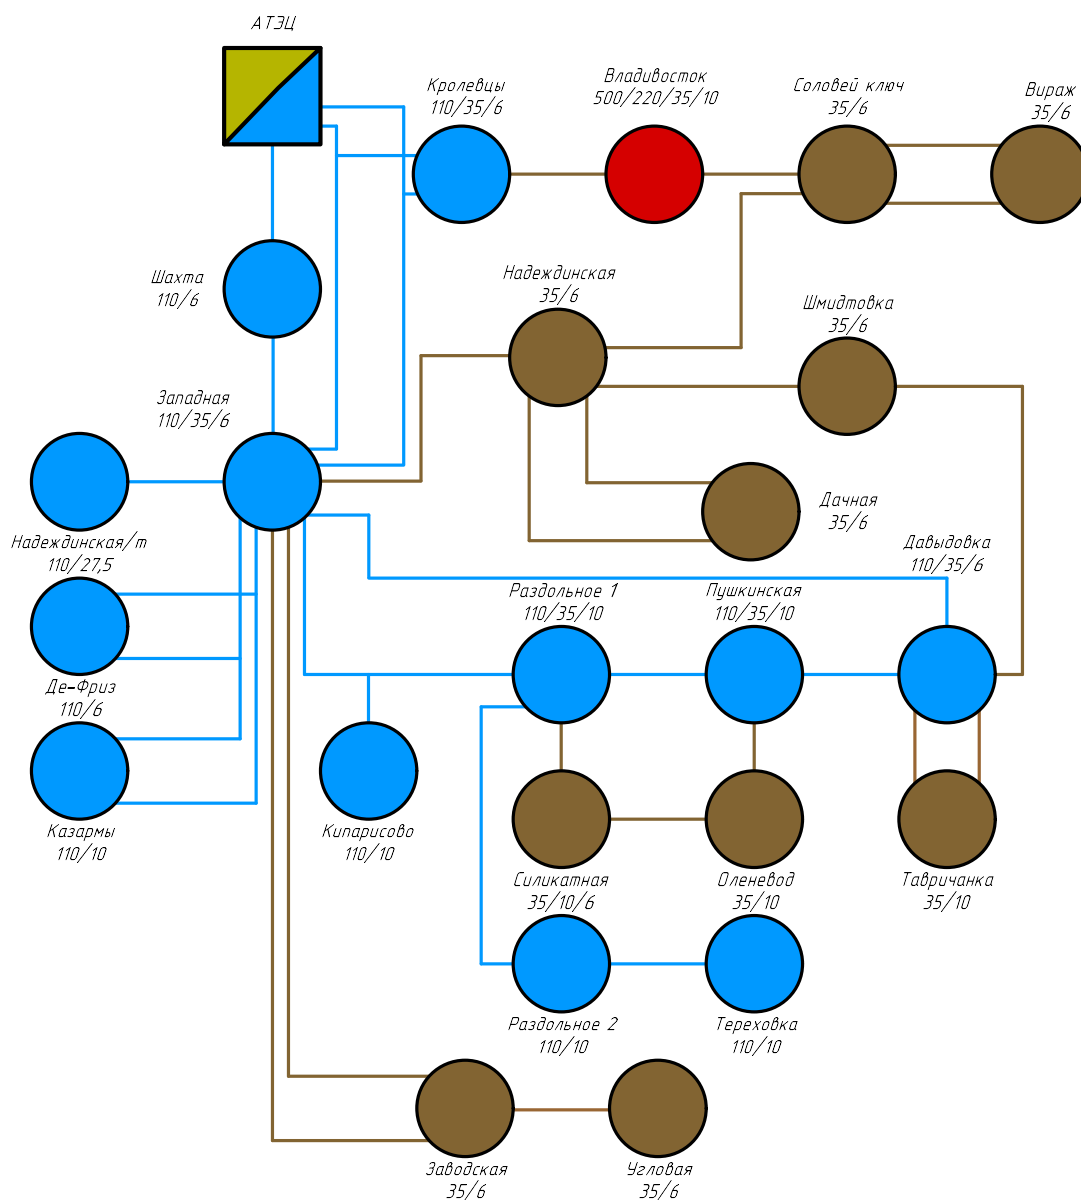 АТЭЦ
Кролевцы
110/35/6
Владивосток
500/220/35/10
Соловей ключ
35/6
Вираж
35/6
Шахта
110/6
Надеждинская
35/6
Шмидтовка
35/6
Западная
110/35/6
Дачная
35/6
Надеждинская/т
110/27,5
Давыдовка
110/35/6
Раздольное 1
110/35/10
Пушкинская
110/35/10
Де-Фриз
110/6
Казармы
110/10
Кипарисово
110/10
Силикатная
35/10/6
Оленевод
35/10
Тавричанка
35/10
Раздольное 2
110/10
Тереховка
110/10
Заводская
35/6
Угловая
35/6